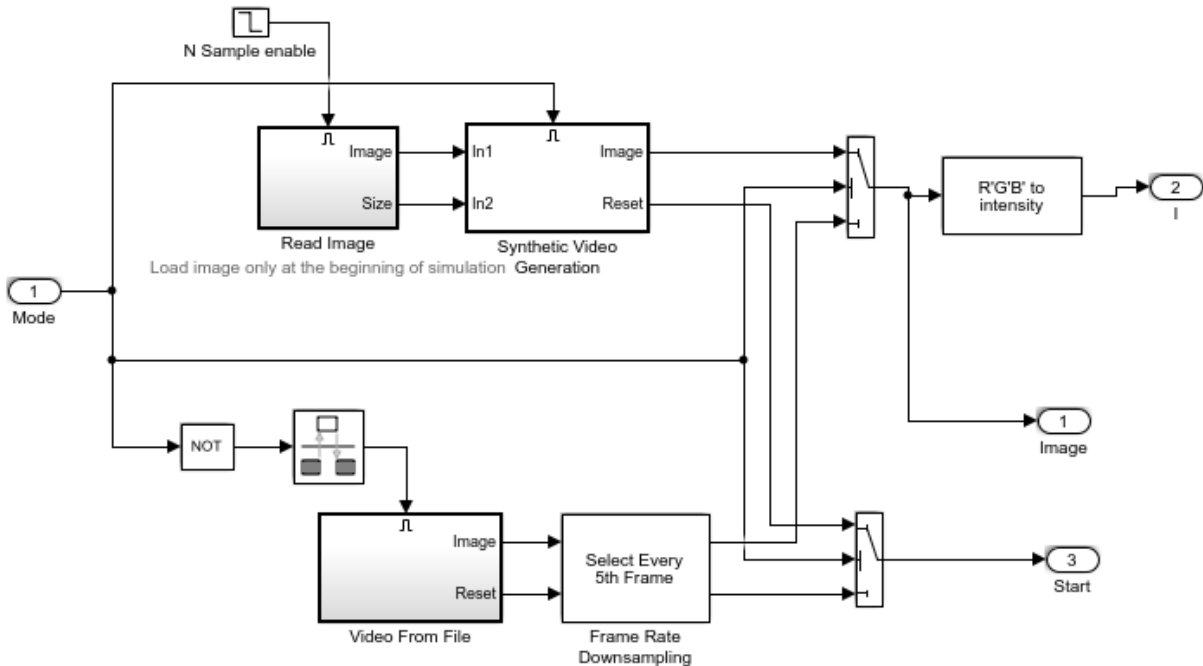 N Sample enable
Image
Size
Read Image
Load image only at the beginning of simulation
In1
In2
Image
Reset
Synthetic Video
Generation
R'G'B' to
intensity
2
I
1
Mode
1
Image
NOT
Image
Reset
Video From File
Select Every
5th Frame
Frame Rate
Downsampling
3
Start